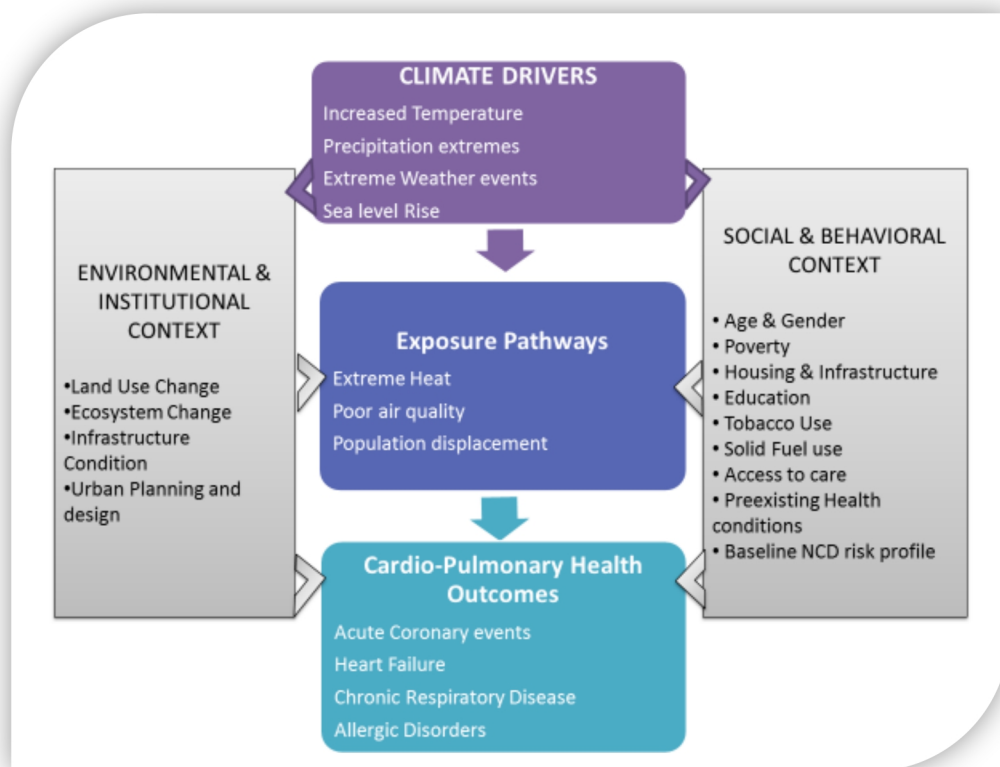 CLIMATE DRIVERS
Increased Temperature
Precipitation extremes
Extreme Weather events
Sea level Rise
ENVIRONMENTAL &
INSTITUTIONAL
CONTEXT
•Land Use Change
•Ecosystem Change
•Infrastructure
Condition
•Urban Planning and
design
Exposure Pathways
Extreme Heat
Poor air quality
Population displacement
SOCIAL & BEHAVIORAL
CONTEXT
• Age & Gender
• Poverty
• Housing & Infrastructure
• Education
• Tobacco Use
• Solid Fuel use
• Access to care
• Preexisting Health
conditions
• Baseline NCD risk profile
Cardio-Pulmonary Health
Outcomes
Acute Coronary events
Heart Failure
Chronic Respiratory Disease
Allergic Disorders